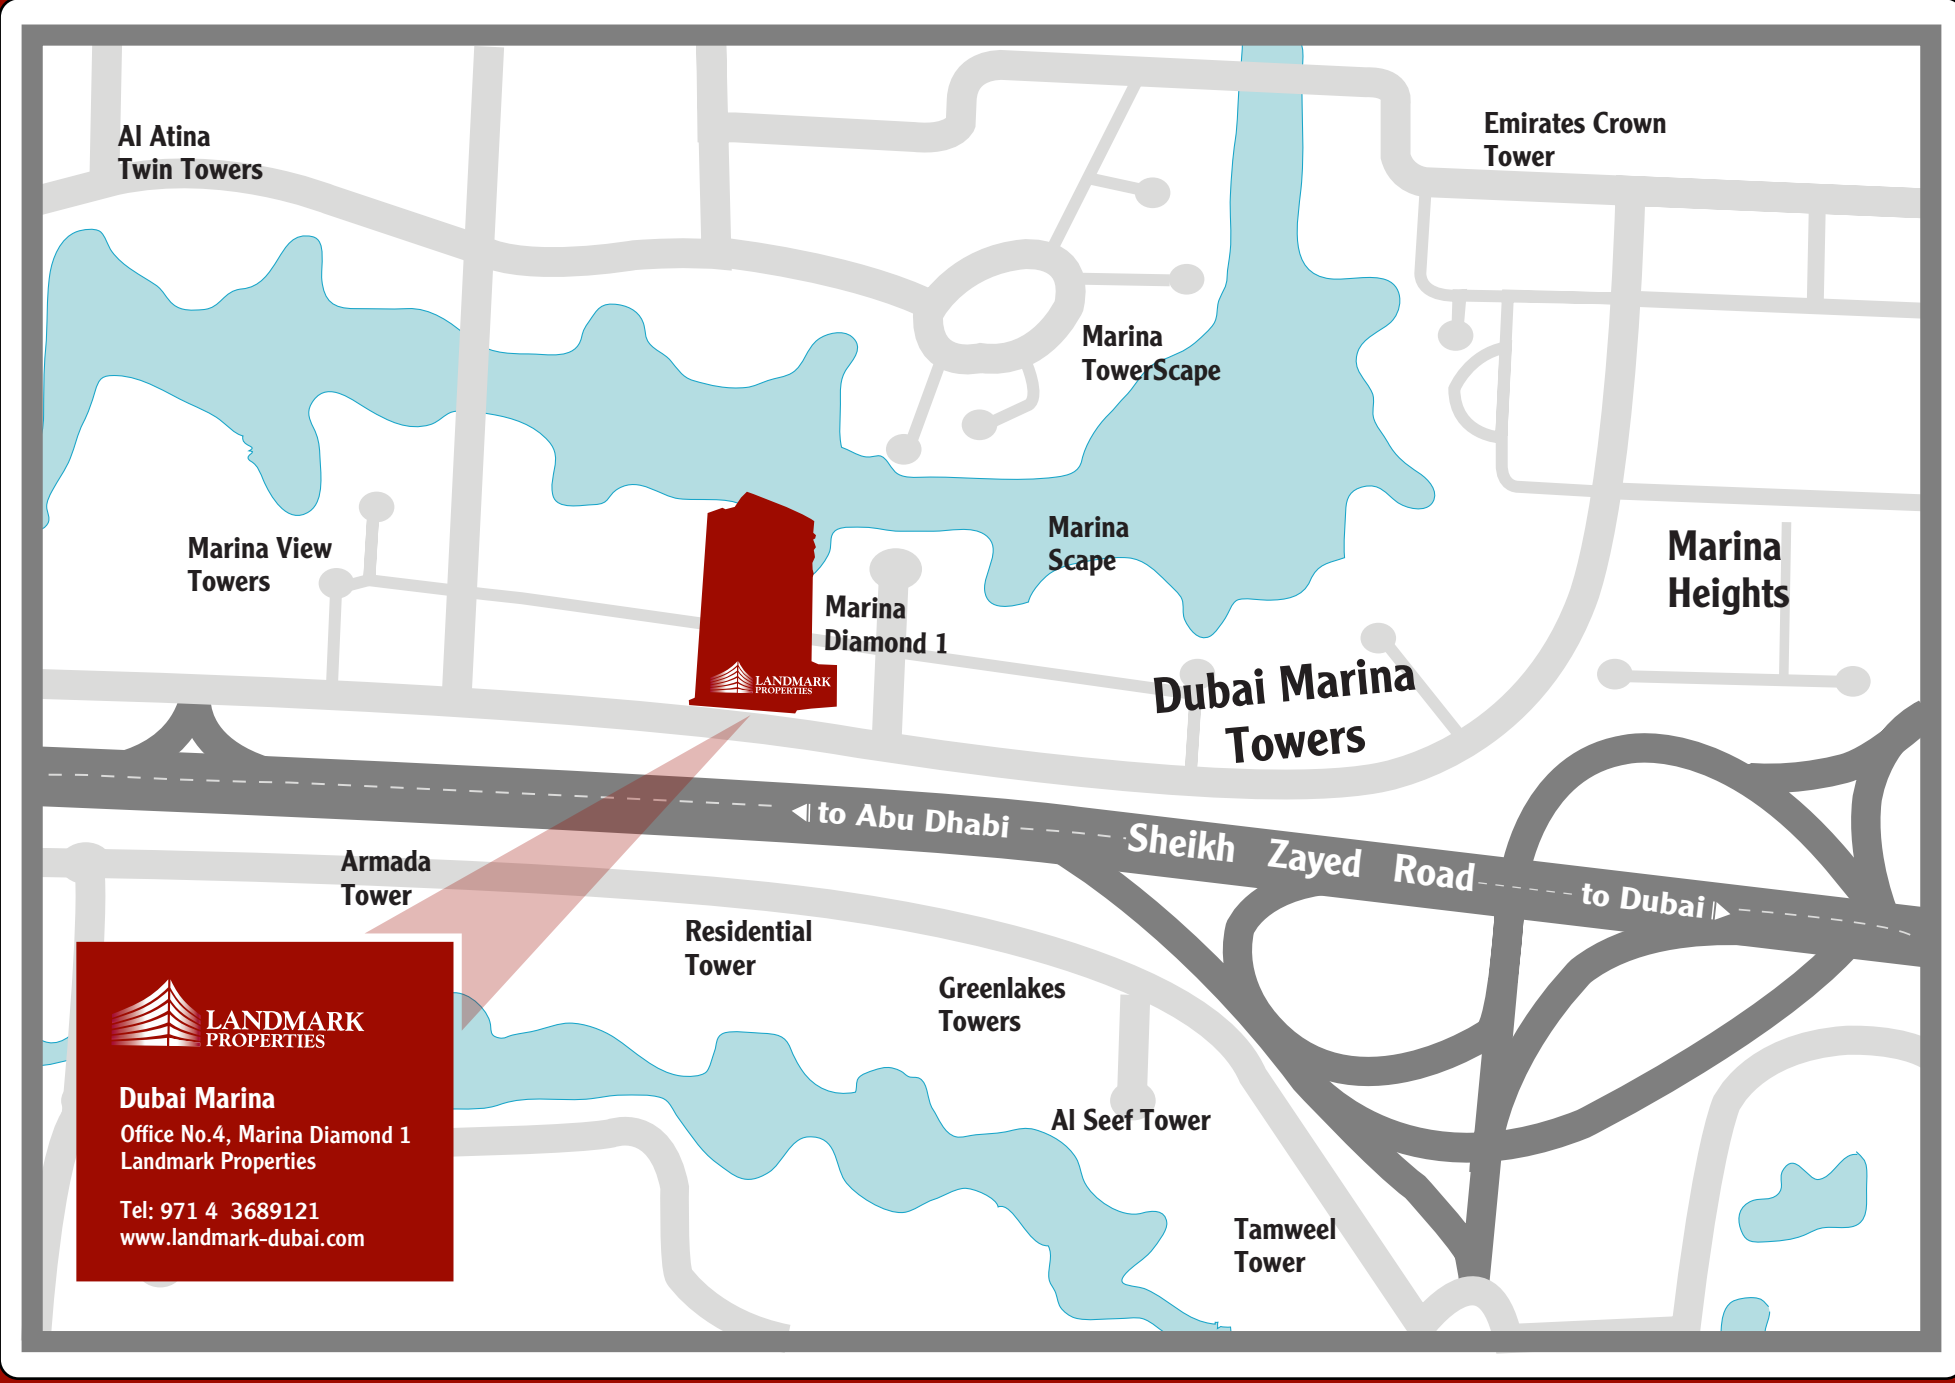 Al Atina
Twin Towers
Emirates Crown
Tower
Marina
TowerScape
Marina
Scape
Marina View
Towers
Marina
Heights
Marina
Diamond 1
LANDMARK
PROPERTIES
Dubai Marina
Towers
to Abu Dhabi
Sheikh Zayed Road
to Dubai
Armada
Tower
Residential
Tower
Greenlakes
Towers
Al Seef Tower
Tamweel
Tower
LANDMARK
PROPERTIES
Dubai Marina
Office No.4, Marina Diamond 1
Landmark Properties
Tel: 971 4 3689121
www.landmark-dubai.com